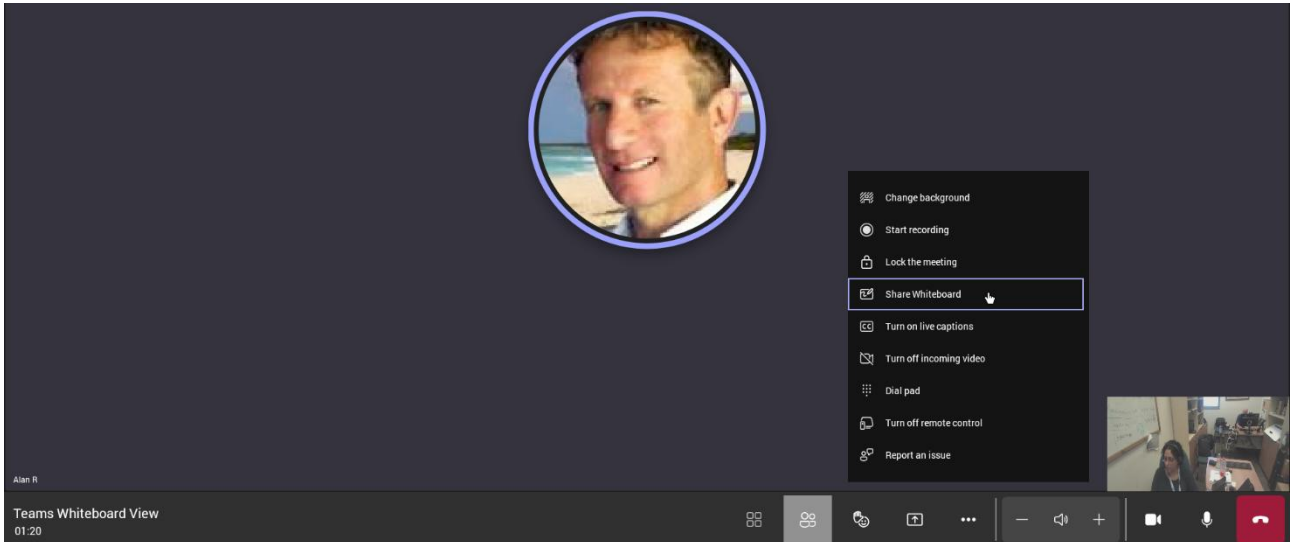 Change background
Start recording
Lock the meeting
Share Whiteboard
CC Turn on live captions
Turn off incoming video
Dial pad
Turn off remote control
Report an issue
Alan R
Teams Whiteboard View
01:20